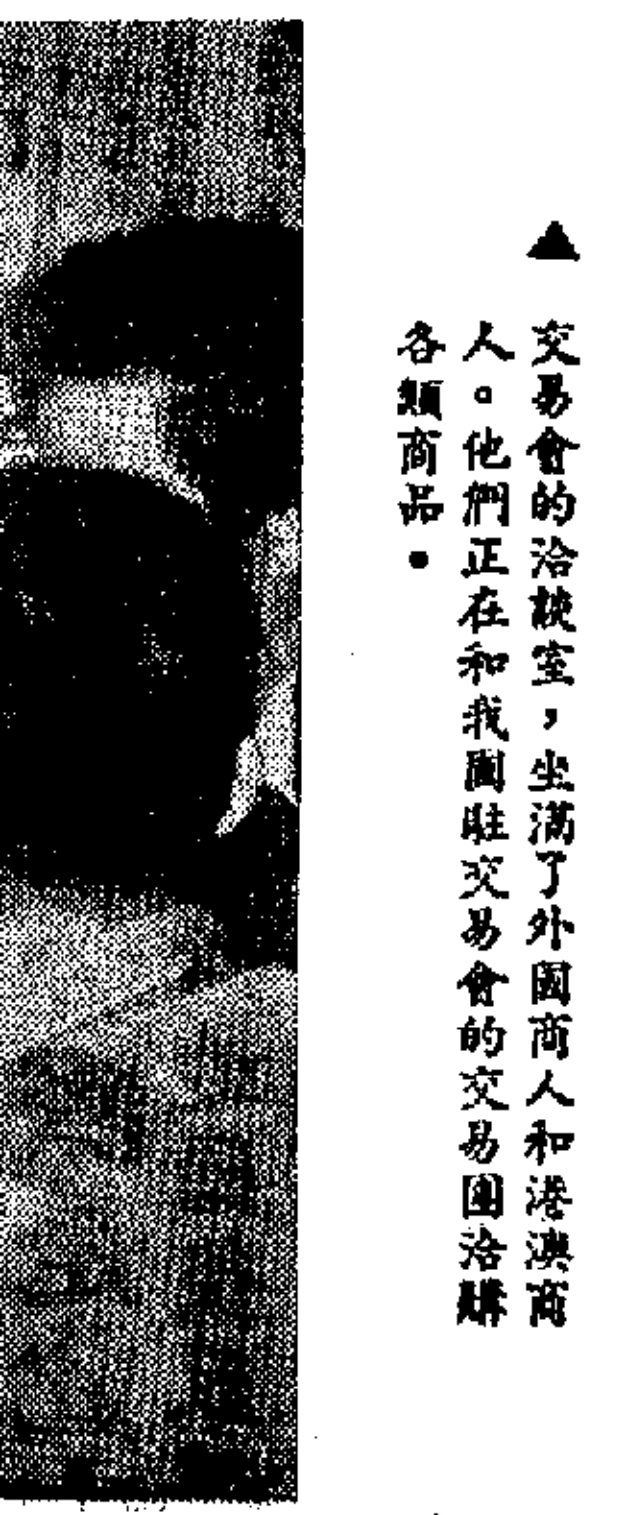 ▲ 交易會的洽談室，坐滿了外國商人和港澳商
人。他們正在和我國駐交易會的交易團洽購
各類商品。